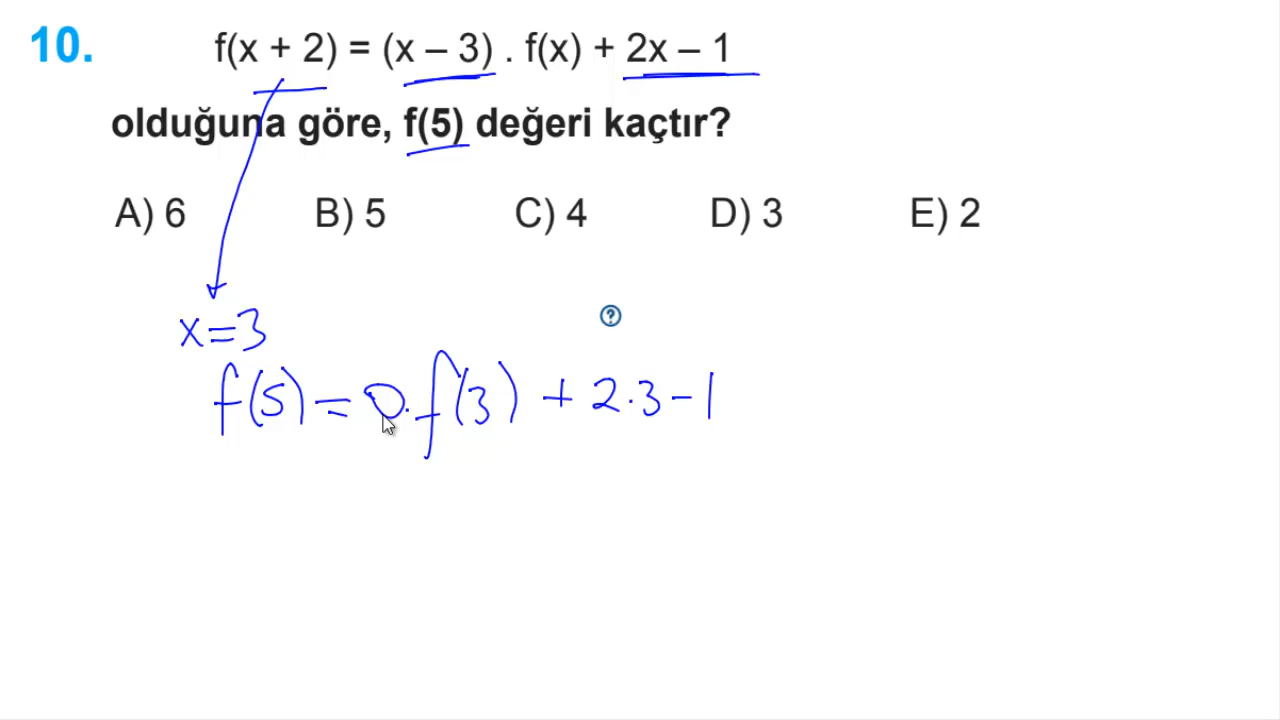 10. f(x + 2) = (x – 3) . f(x) + 2x – 1
olduğuna göre, f(5) değeri kaçtır?
A) 6 B) 5 C) 4 D) 3 E) 2
x=3
f(5) = 0.f(3) + 2.3-1